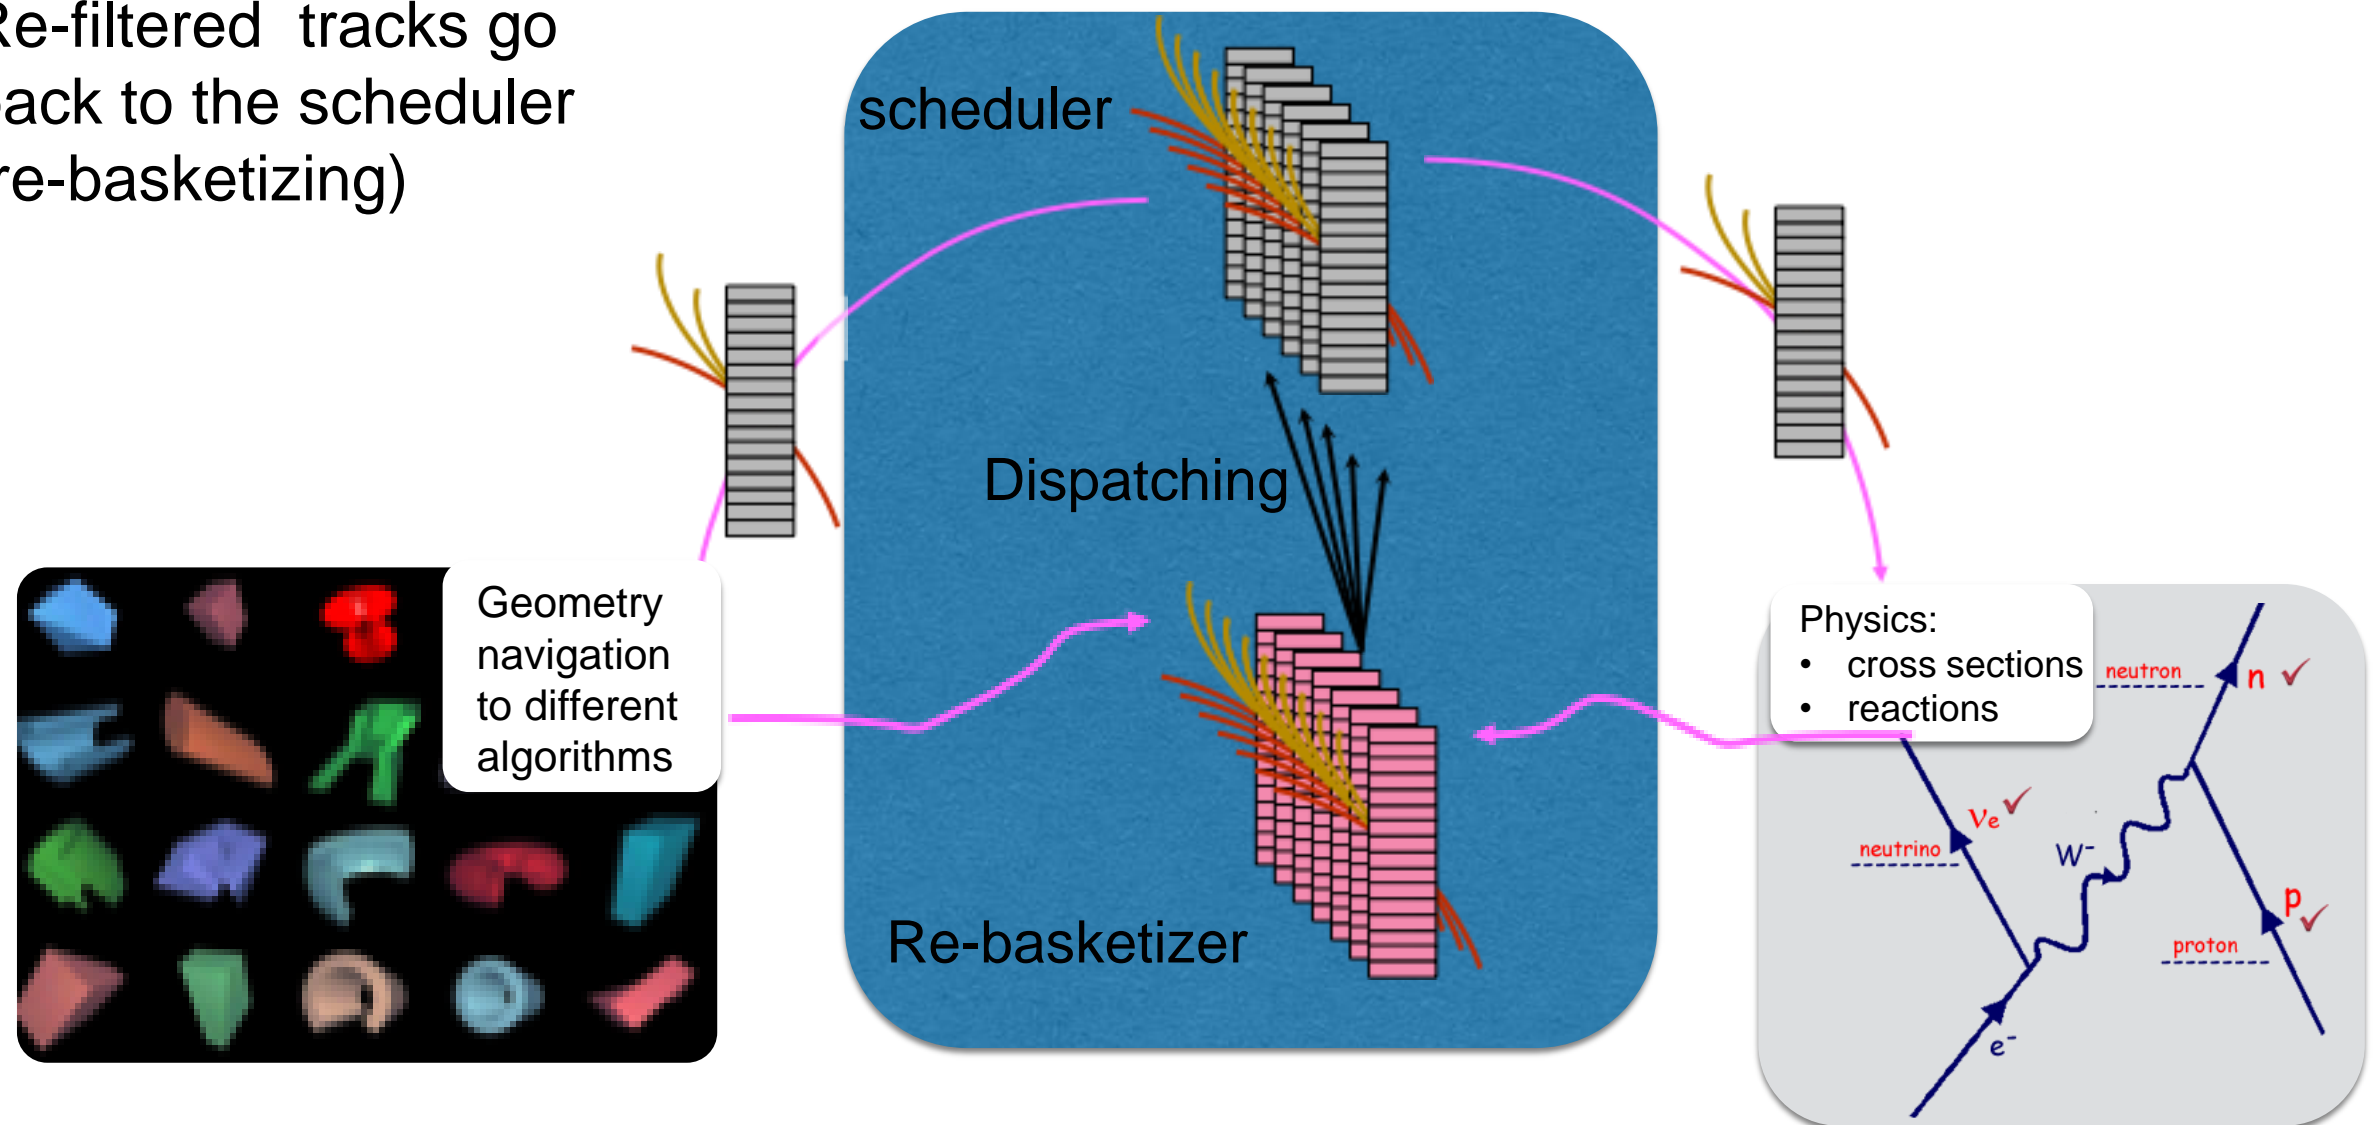 Re-filtered tracks go
back to the scheduler
(re-basketizing)
scheduler
Dispatching
Re-basketizer
Geometry
navigation
to different
algorithms
Physics:
• cross sections
• reactions
neutron
n ✓
νe ✓
neutrino
W-
p ✓
proton
e-